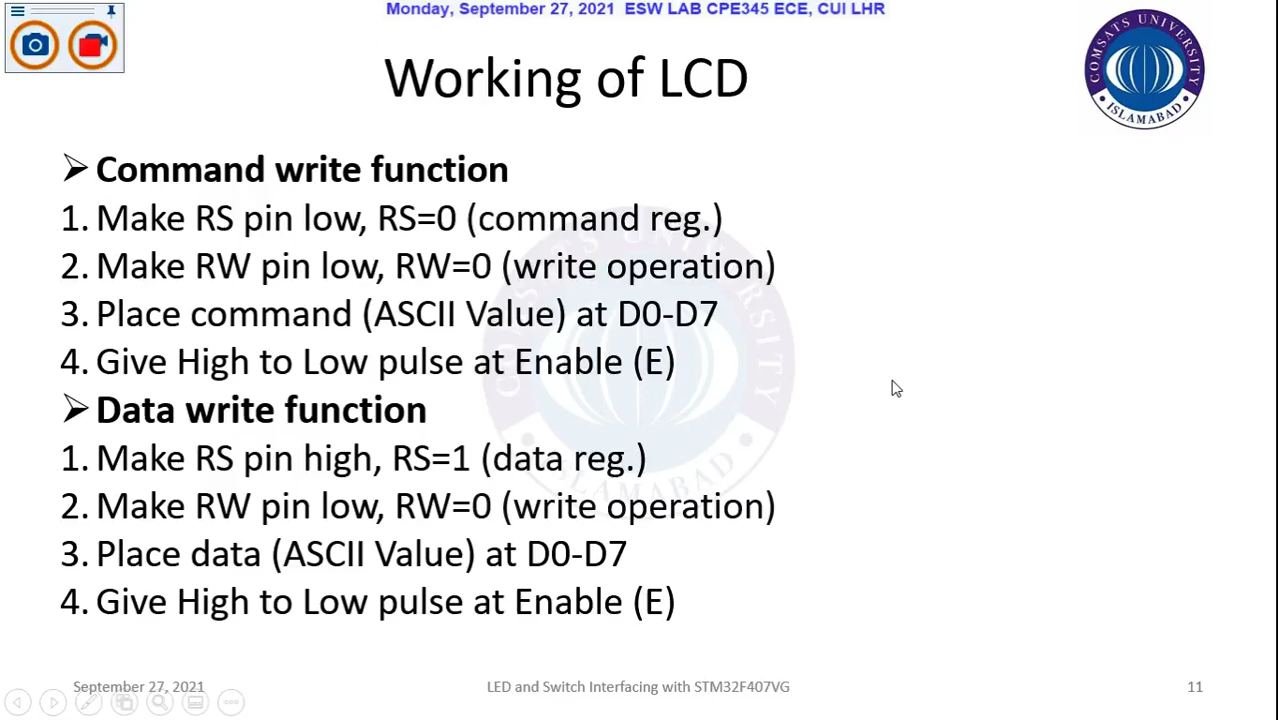 Monday, September 27, 2021 ESW LAB CPE345 ECE, CUI LHR
COMSATS UNIVERSITY
ISLAMABAD
Working of LCD
➢ Command write function
1. Make RS pin low, RS=0 (command reg.)
2. Make RW pin low, RW=0 (write operation)
3. Place command (ASCII Value) at D0-D7
4. Give High to Low pulse at Enable (E)
➢ Data write function
1. Make RS pin high, RS=1 (data reg.)
2. Make RW pin low, RW=0 (write operation)
3. Place data (ASCII Value) at D0-D7
4. Give High to Low pulse at Enable (E)
COMSATS UNIVERSITY
ISLAMABAD
September 27, 2021
LED and Switch Interfacing with STM32F407VG
11